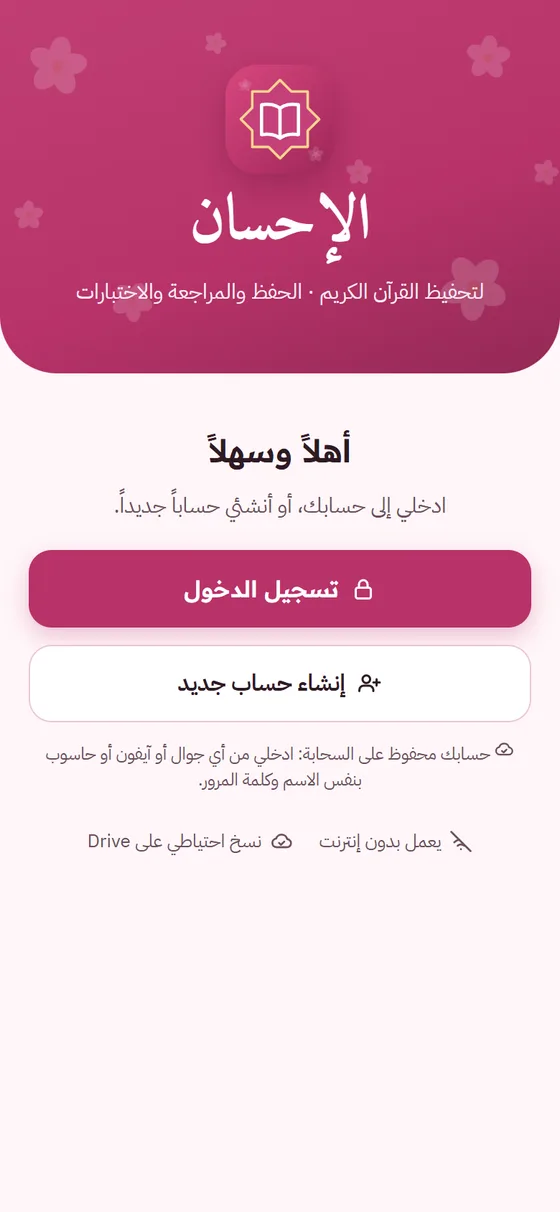 الإحسان
لتحفيظ القرآن الكريم · الحفظ والمراجعة والاختبارات
أهلاً وسهلاً
ادخلي إلى حسابك، أو أنشئي حساباً جديداً.
تسجيل الدخول
إنشاء حساب جديد
حسابك محفوظ على السحابة: ادخلي من أي جوال أو آيفون أو حاسوب
بنفس الاسم وكلمة المرور.
يعمل بدون إنترنت نسخ احتياطي على Drive